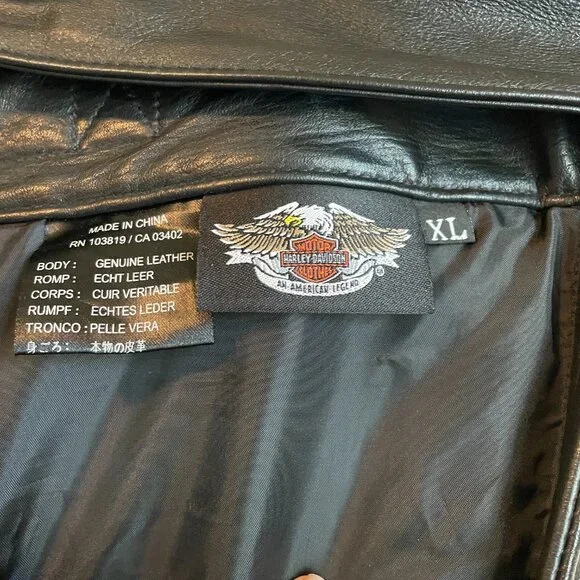 MADE IN CHINA
RN 103819 / CA 03402
BODY : GENUINE LEATHER
ROMP : ECHT LEER
CORPS : CUIR VERITABLE
RUMPF : ECHTES LEDER
TRONCO : PELLE VERA
身ごろ : 本物の皮革
MOTOR
HARLEY-DAVIDSON
CLOTHES
AN AMERICAN LEGEND
®
XL